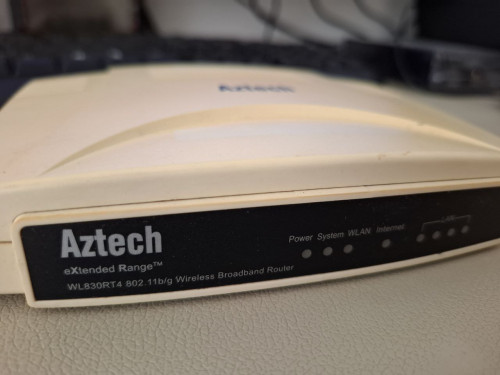 Aztech
Aztech
eXtended Range™
WL830RT4 802.11b/g Wireless Broadband Router
Power System WLAN Internet